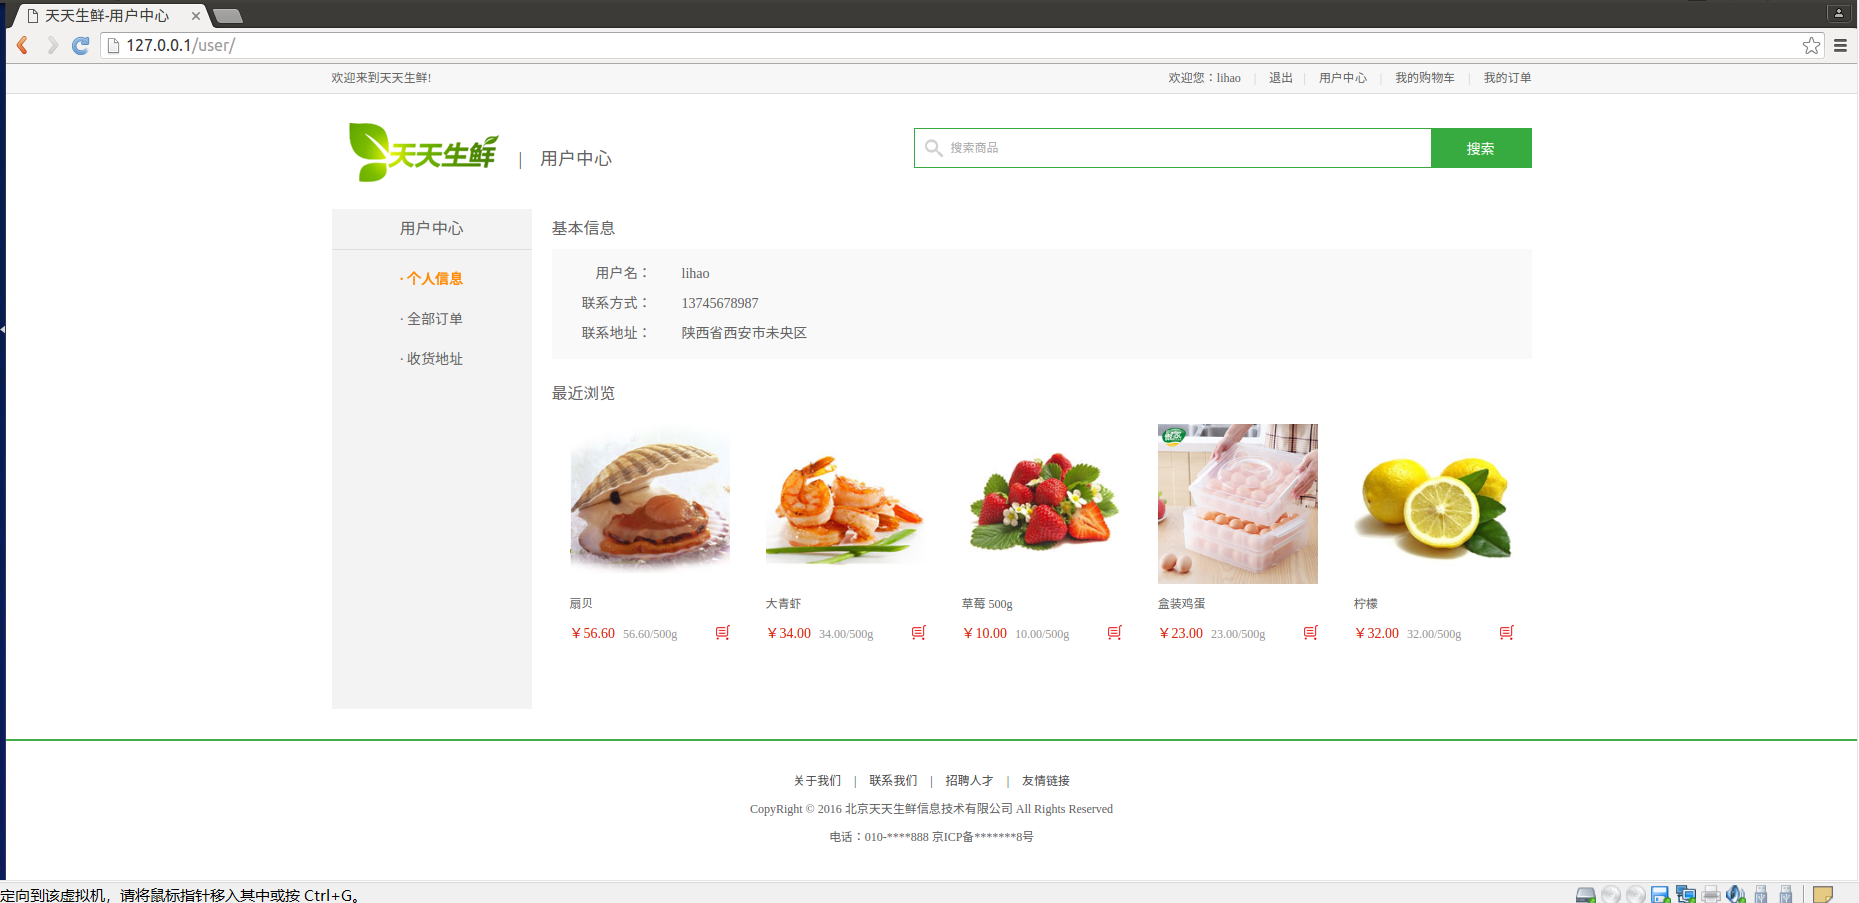 天天生鲜-用户中心
127.0.0.1/user/
欢迎来到天天生鲜!
欢迎您：lihao | 退出 | 用户中心 | 我的购物车 | 我的订单
天天生鲜 | 用户中心
搜索商品 搜索
用户中心
· 个人信息
· 全部订单
· 收货地址
基本信息
用户名： lihao
联系方式： 13745678987
联系地址： 陕西省西安市未央区
最近浏览
扇贝
￥56.60 56.60/500g
大青虾
￥34.00 34.00/500g
草莓 500g
￥10.00 10.00/500g
盒装鸡蛋
￥23.00 23.00/500g
柠檬
￥32.00 32.00/500g
关于我们 | 联系我们 | 招聘人才 | 友情链接
CopyRight © 2016 北京天天生鲜信息技术有限公司 All Rights Reserved
电话：010-****888 京ICP备*******8号
定向到该虚拟机，请将鼠标指针移入其中或按 Ctrl+G。